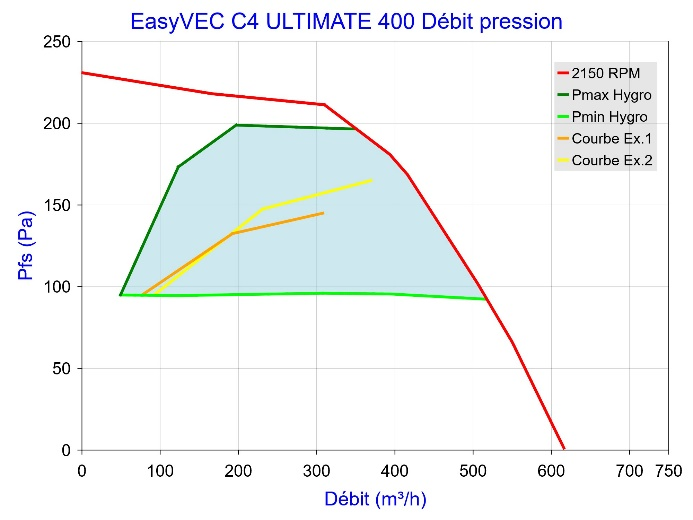 EasyVEC C4 ULTIMATE 400 Débit pression
250
200
150
100
50
0
Pfs (Pa)
2150 RPM
Pmax Hygro
Pmin Hygro
Courbe Ex.1
Courbe Ex.2
0 100 200 300 400 500 600 700 750
Débit (m³/h)